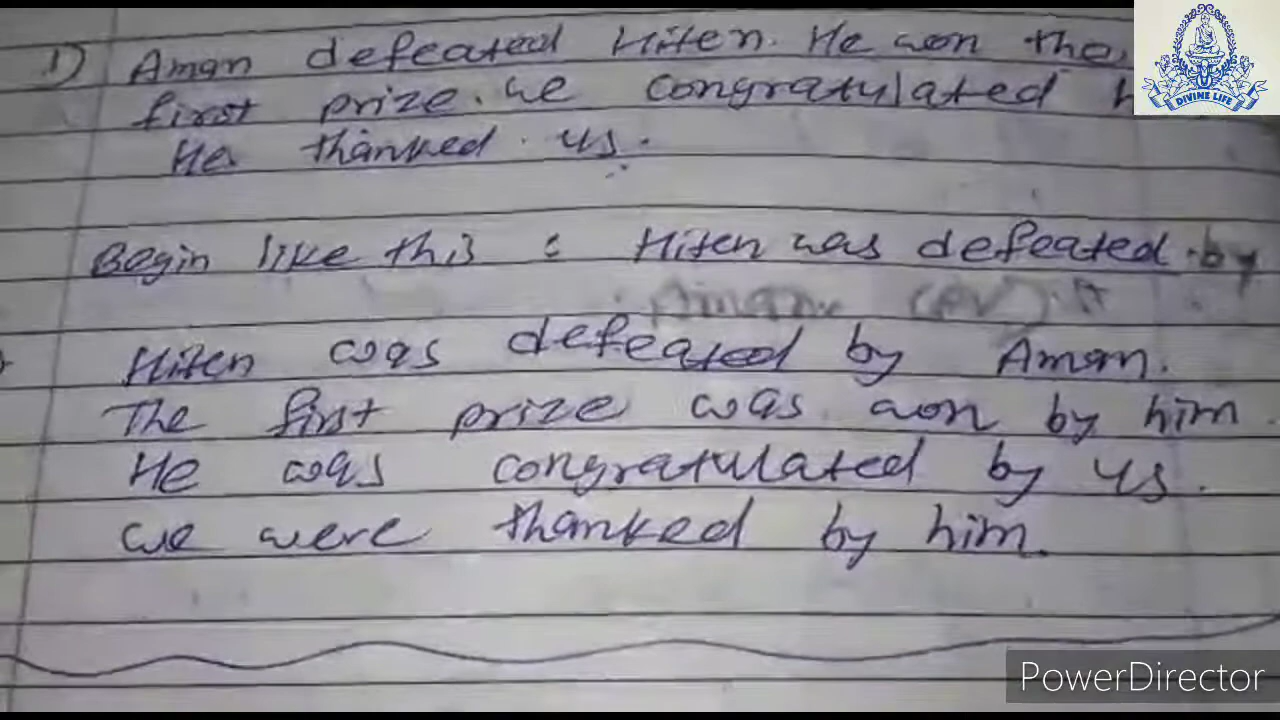 1) Aman defeated Hiten. He won the
first prize. we congratulated
He thanked us.
Begin like this : Hiten was defeated by
Aman
Hiten was defeated by Aman.
The first prize was won by him.
He was congratulated by us.
we were thanked by him.
DIVINE LIFE
PowerDirector